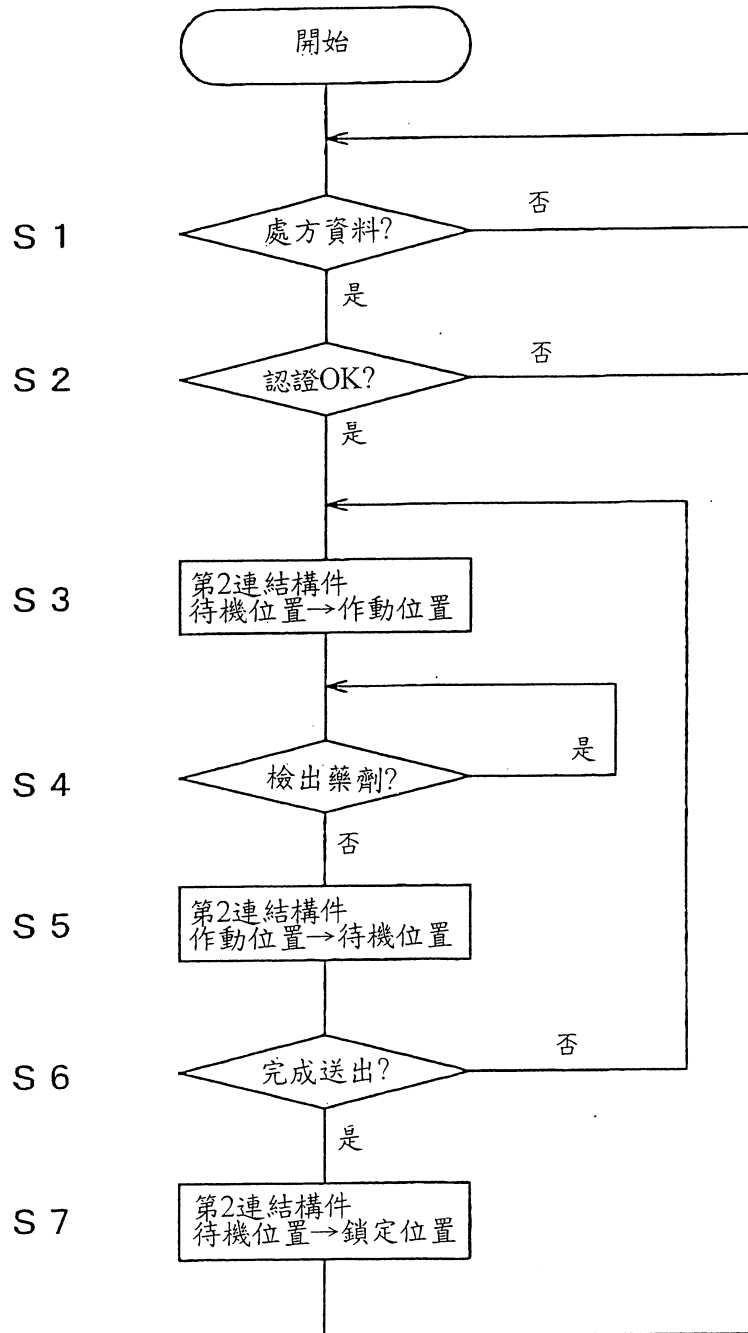 開始
S 1
處方資料?
否
是
S 2
認證OK?
否
是
S 3
第2連結構件
待機位置→作動位置
S 4
檢出藥劑?
是
否
S 5
第2連結構件
作動位置→待機位置
S 6
完成送出?
否
是
S 7
第2連結構件
待機位置→鎖定位置